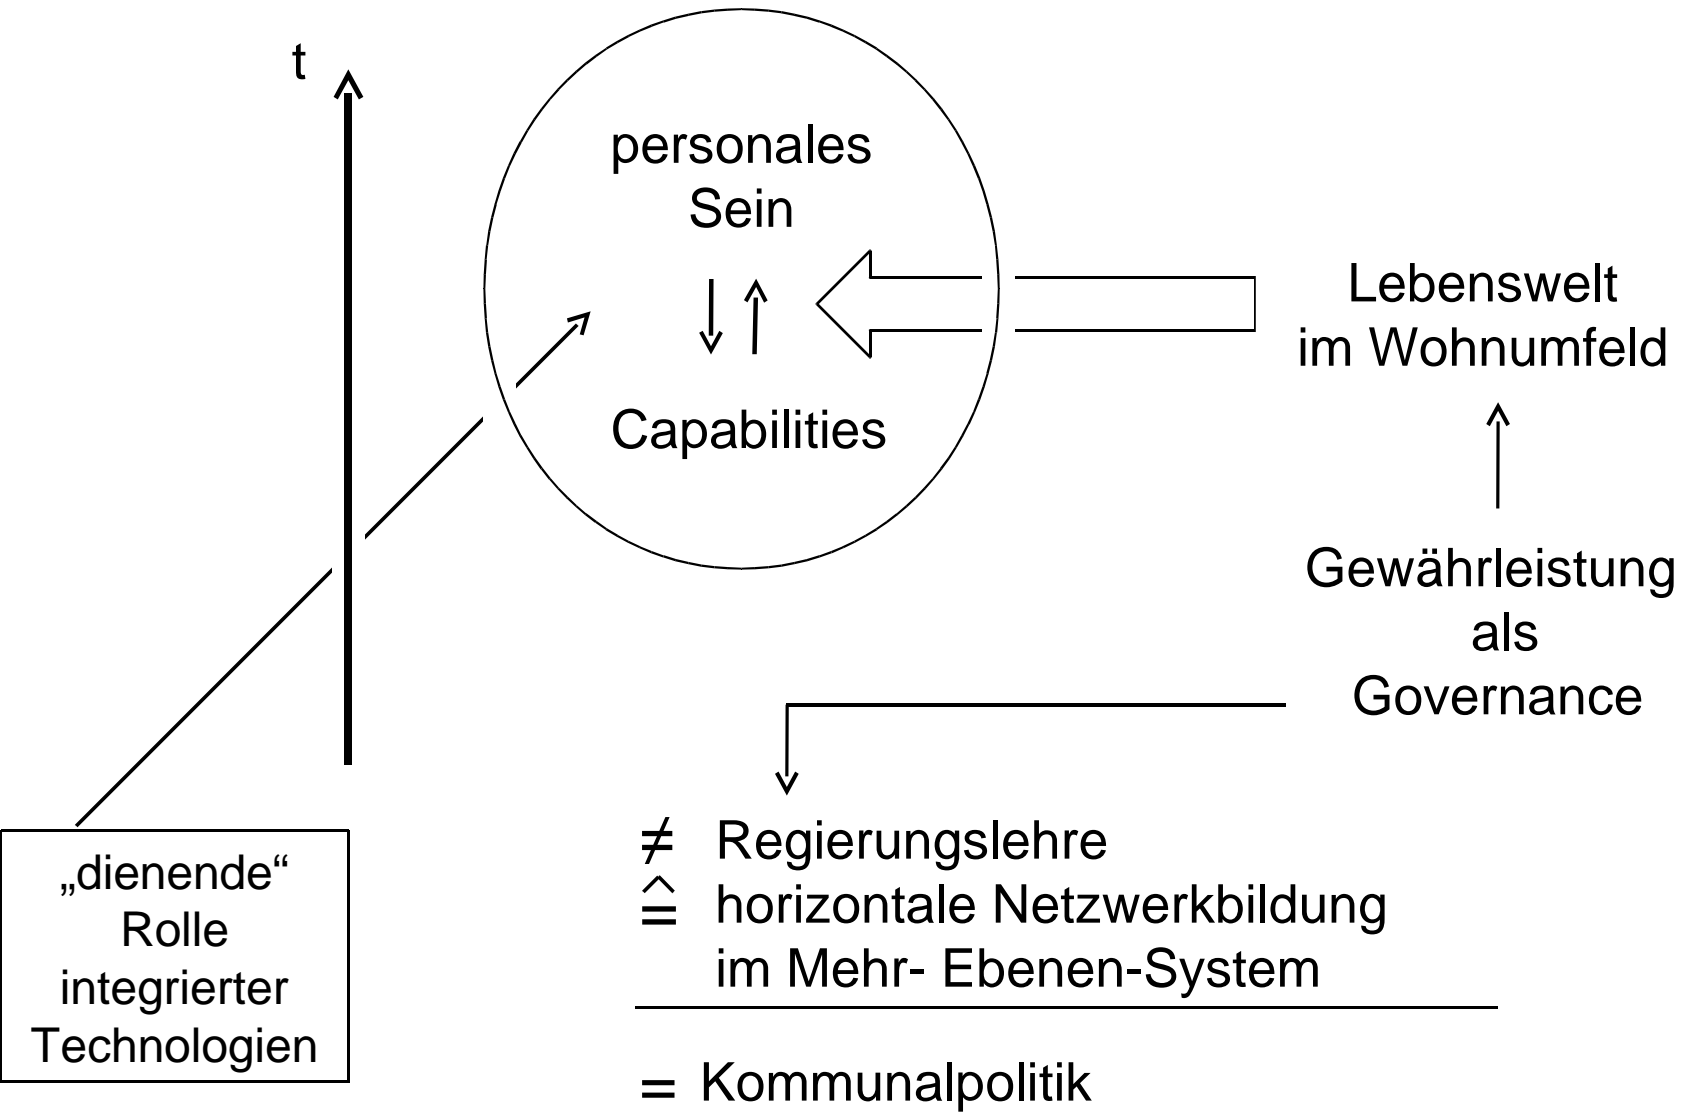 t
personales
Sein
Capabilities
Lebenswelt
im Wohnumfeld
Gewährleistung
als
Governance
≠ Regierungslehre
≙ horizontale Netzwerkbildung
im Mehr- Ebenen-System
= Kommunalpolitik
„dienende“
Rolle
integrierter
Technologien